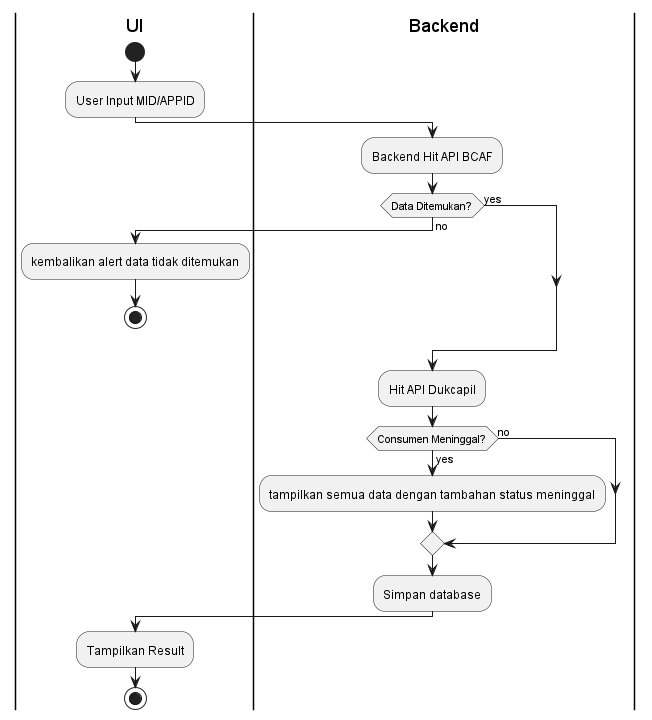 UI
Backend
User Input MID/APPID
Backend Hit API BCAF
Data Ditemukan?
yes
no
kembalikan alert data tidak ditemukan
Hit API Dukcapil
Consumen Meninggal?
no
yes
tampilkan semua data dengan tambahan status meninggal
Simpan database
Tampilkan Result